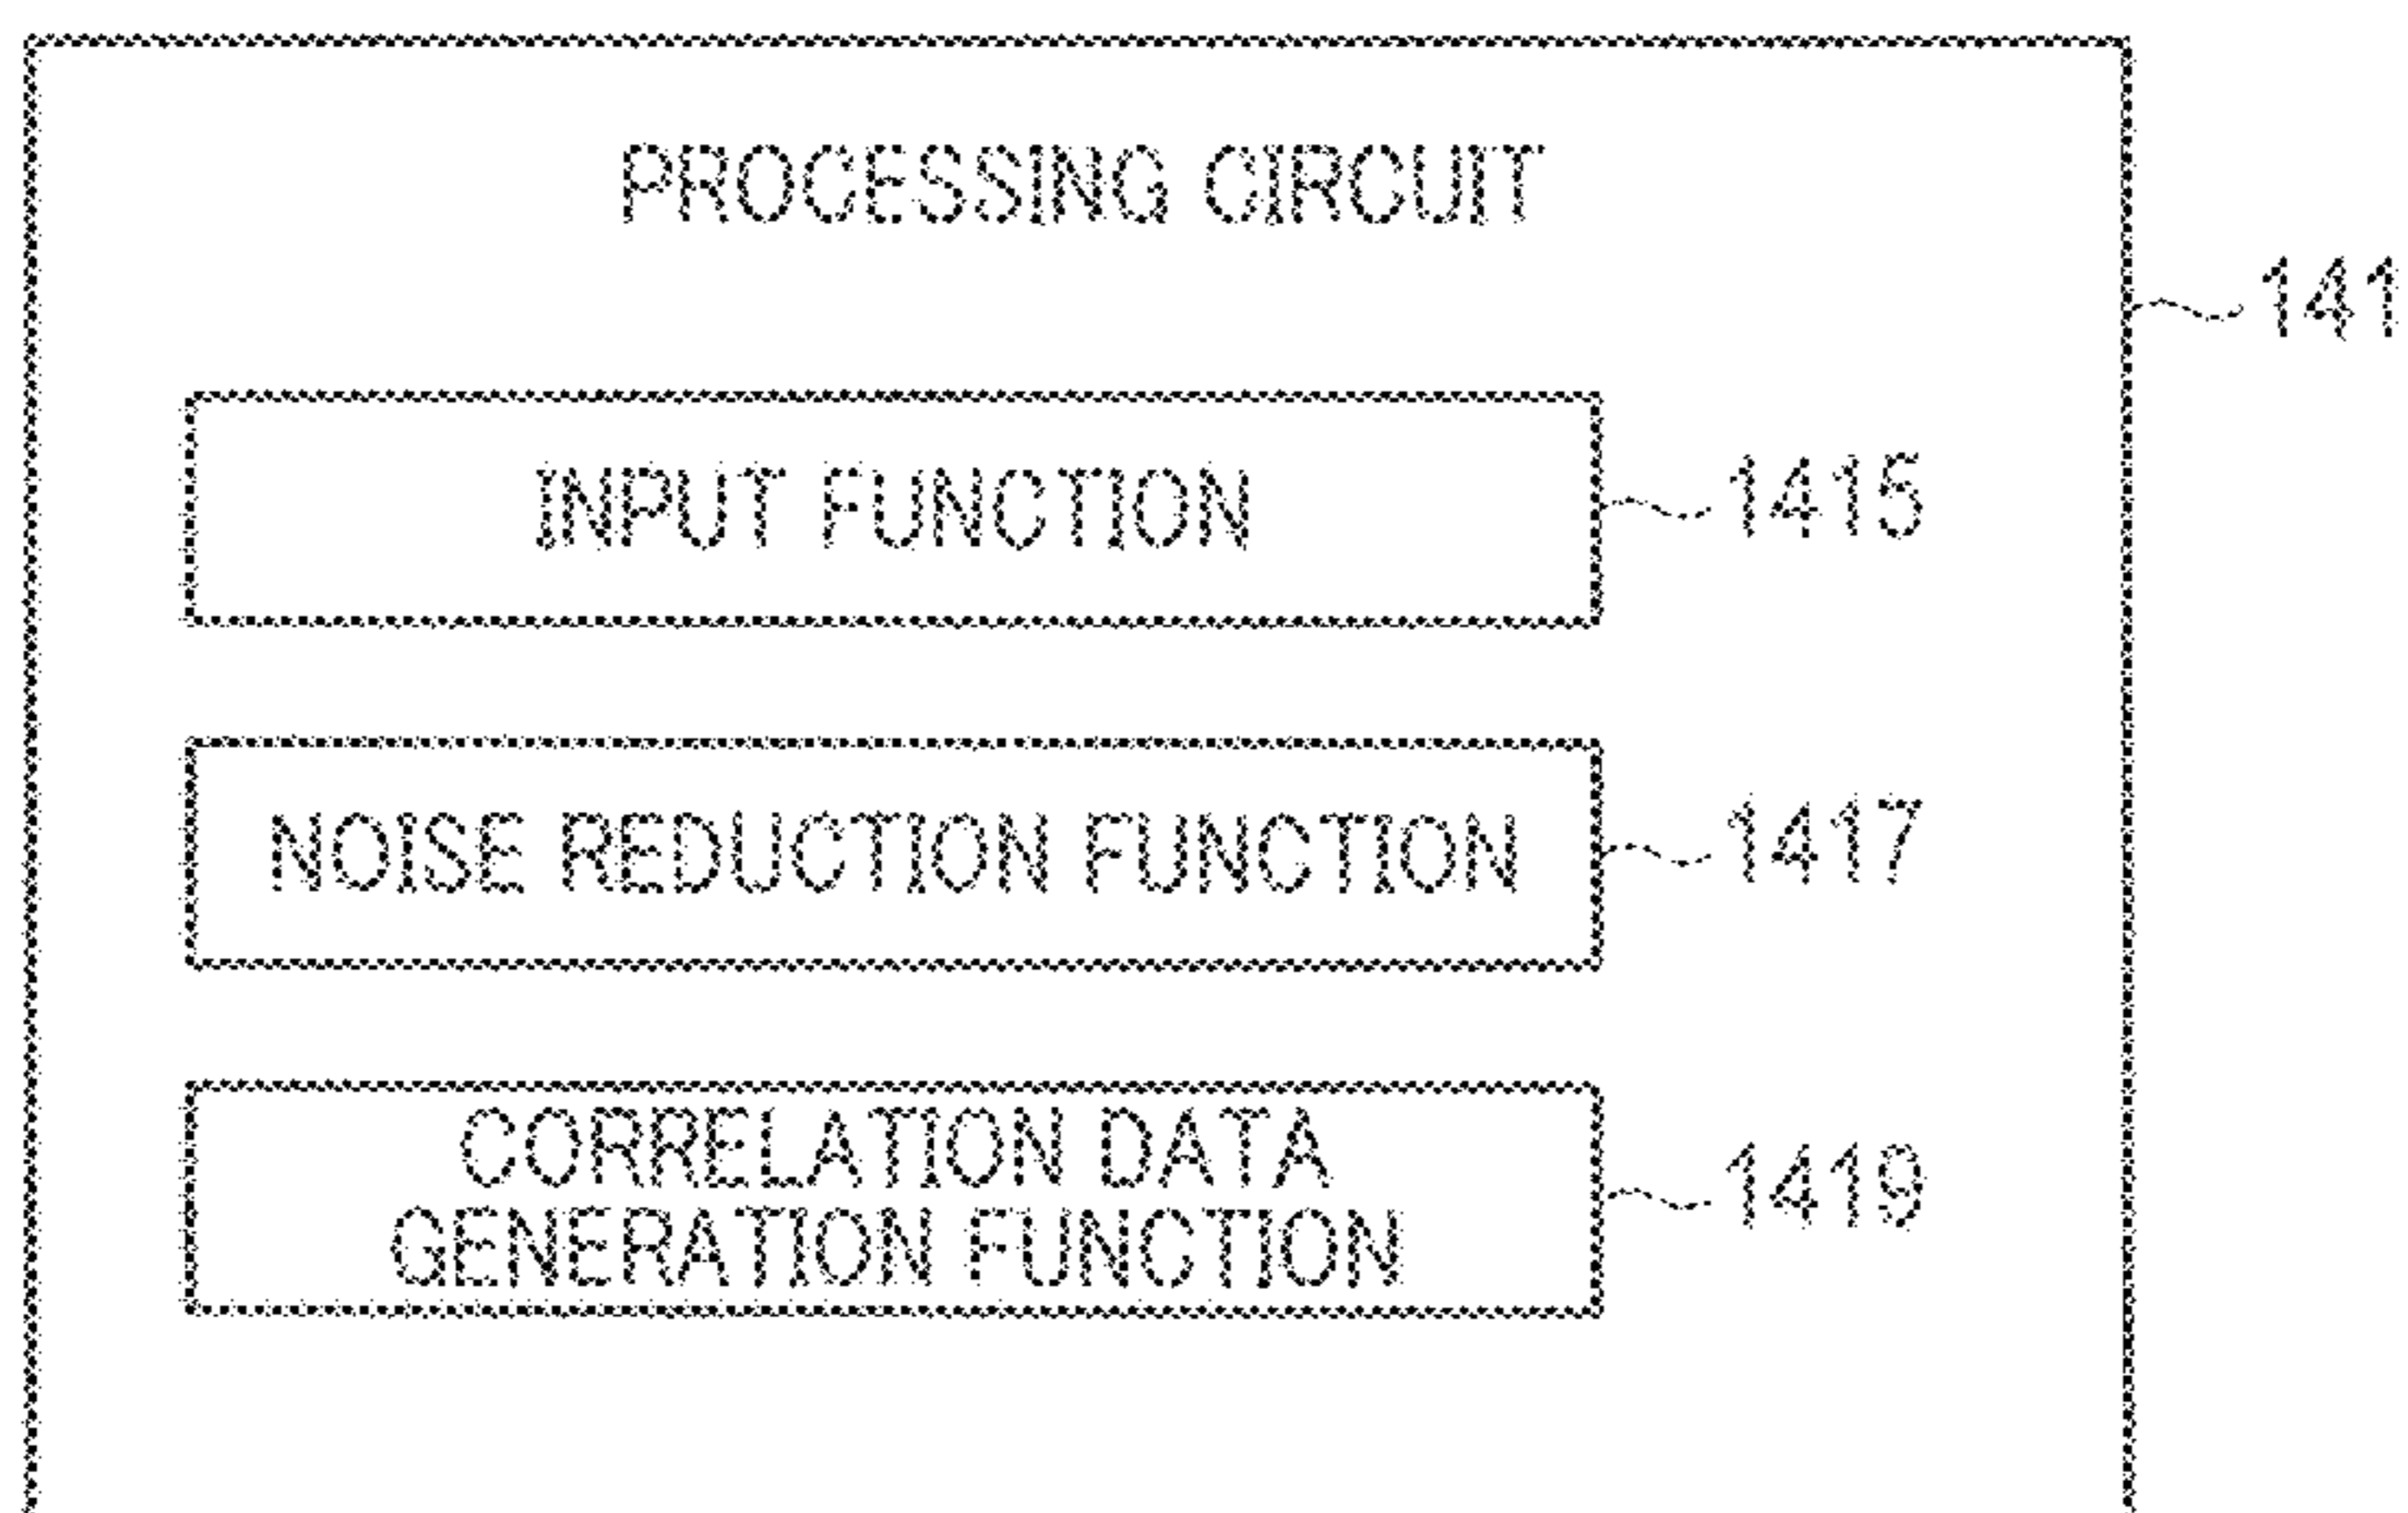 PROCESSING CIRCUIT
141
INPUT FUNCTION
1415
NOISE REDUCTION FUNCTION
1417
CORRELATION DATA
GENERATION FUNCTION
1419